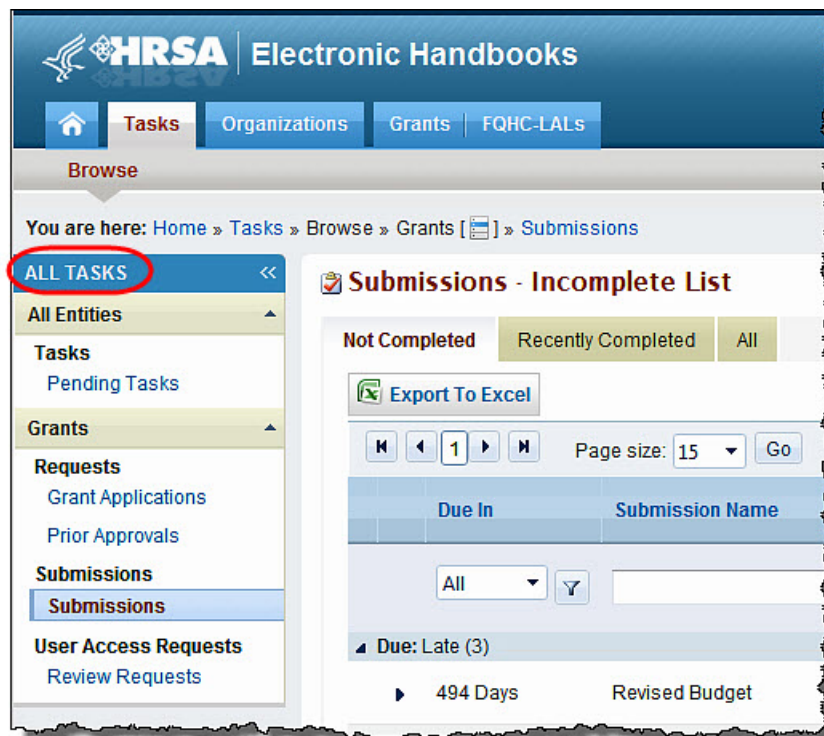 HRSA Electronic Handbooks
Tasks Organizations Grants FQHC-LALs
Browse
You are here: Home » Tasks » Browse » Grants [ ] » Submissions
ALL TASKS «
All Entities
Tasks
Pending Tasks
Grants
Requests
Grant Applications
Prior Approvals
Submissions
Submissions
User Access Requests
Review Requests
Submissions - Incomplete List
Not Completed Recently Completed All
Export To Excel
1 Page size: 15 Go
Due In Submission Name
All
Due: Late (3)
494 Days Revised Budget